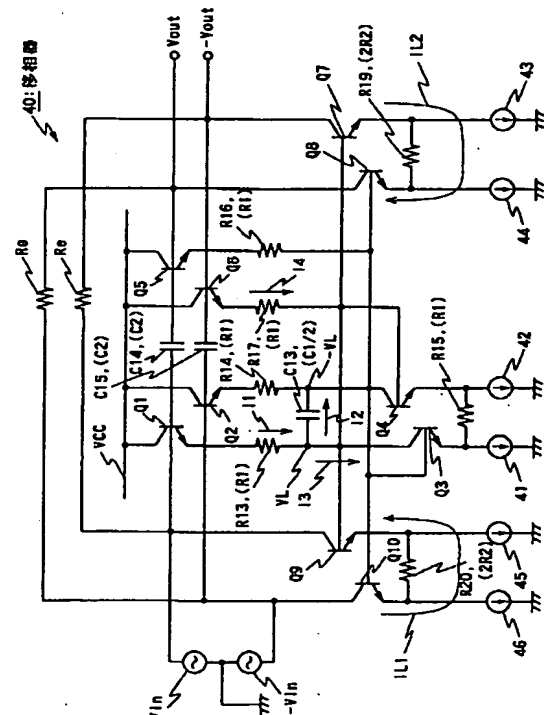 40:移相器
Vout
-Vout
Re
Re
VCC
C15,(C2)
C14,(C2)
Q1
Q2
Q5
Q6
R16,(R1)
I4
R17,
(R1)
R14,(R1)
C13,(C1/2)
-VL
I1
I2
R13,(R1)
VL
I3
Q4
Q3
R15,(R1)
Q7
Q8
R19,(2R2)
IL2
Q9
Q10
R20,
(2R2)
IL1
Vin
-Vin
46
45
41
42
44
43